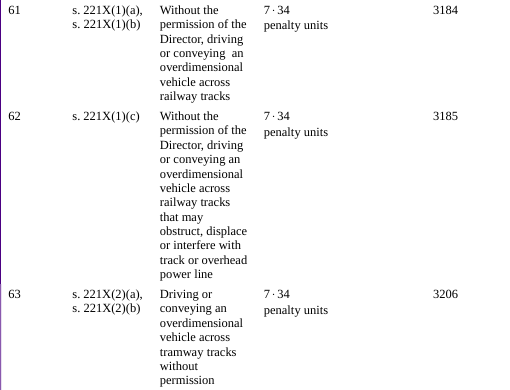 61 s. 221X(1)(a), Without the 7·34 3184
s. 221X(1)(b) permission of the penalty units
Director, driving
or conveying an
overdimensional
vehicle across
railway tracks
62 s. 221X(1)(c) Without the 7·34 3185
permission of the penalty units
Director, driving
or conveying an
overdimensional
vehicle across
railway tracks
that may
obstruct, displace
or interfere with
track or overhead
power line
63 s. 221X(2)(a), Driving or 7·34 3206
s. 221X(2)(b) conveying an penalty units
overdimensional
vehicle across
tramway tracks
without
permission